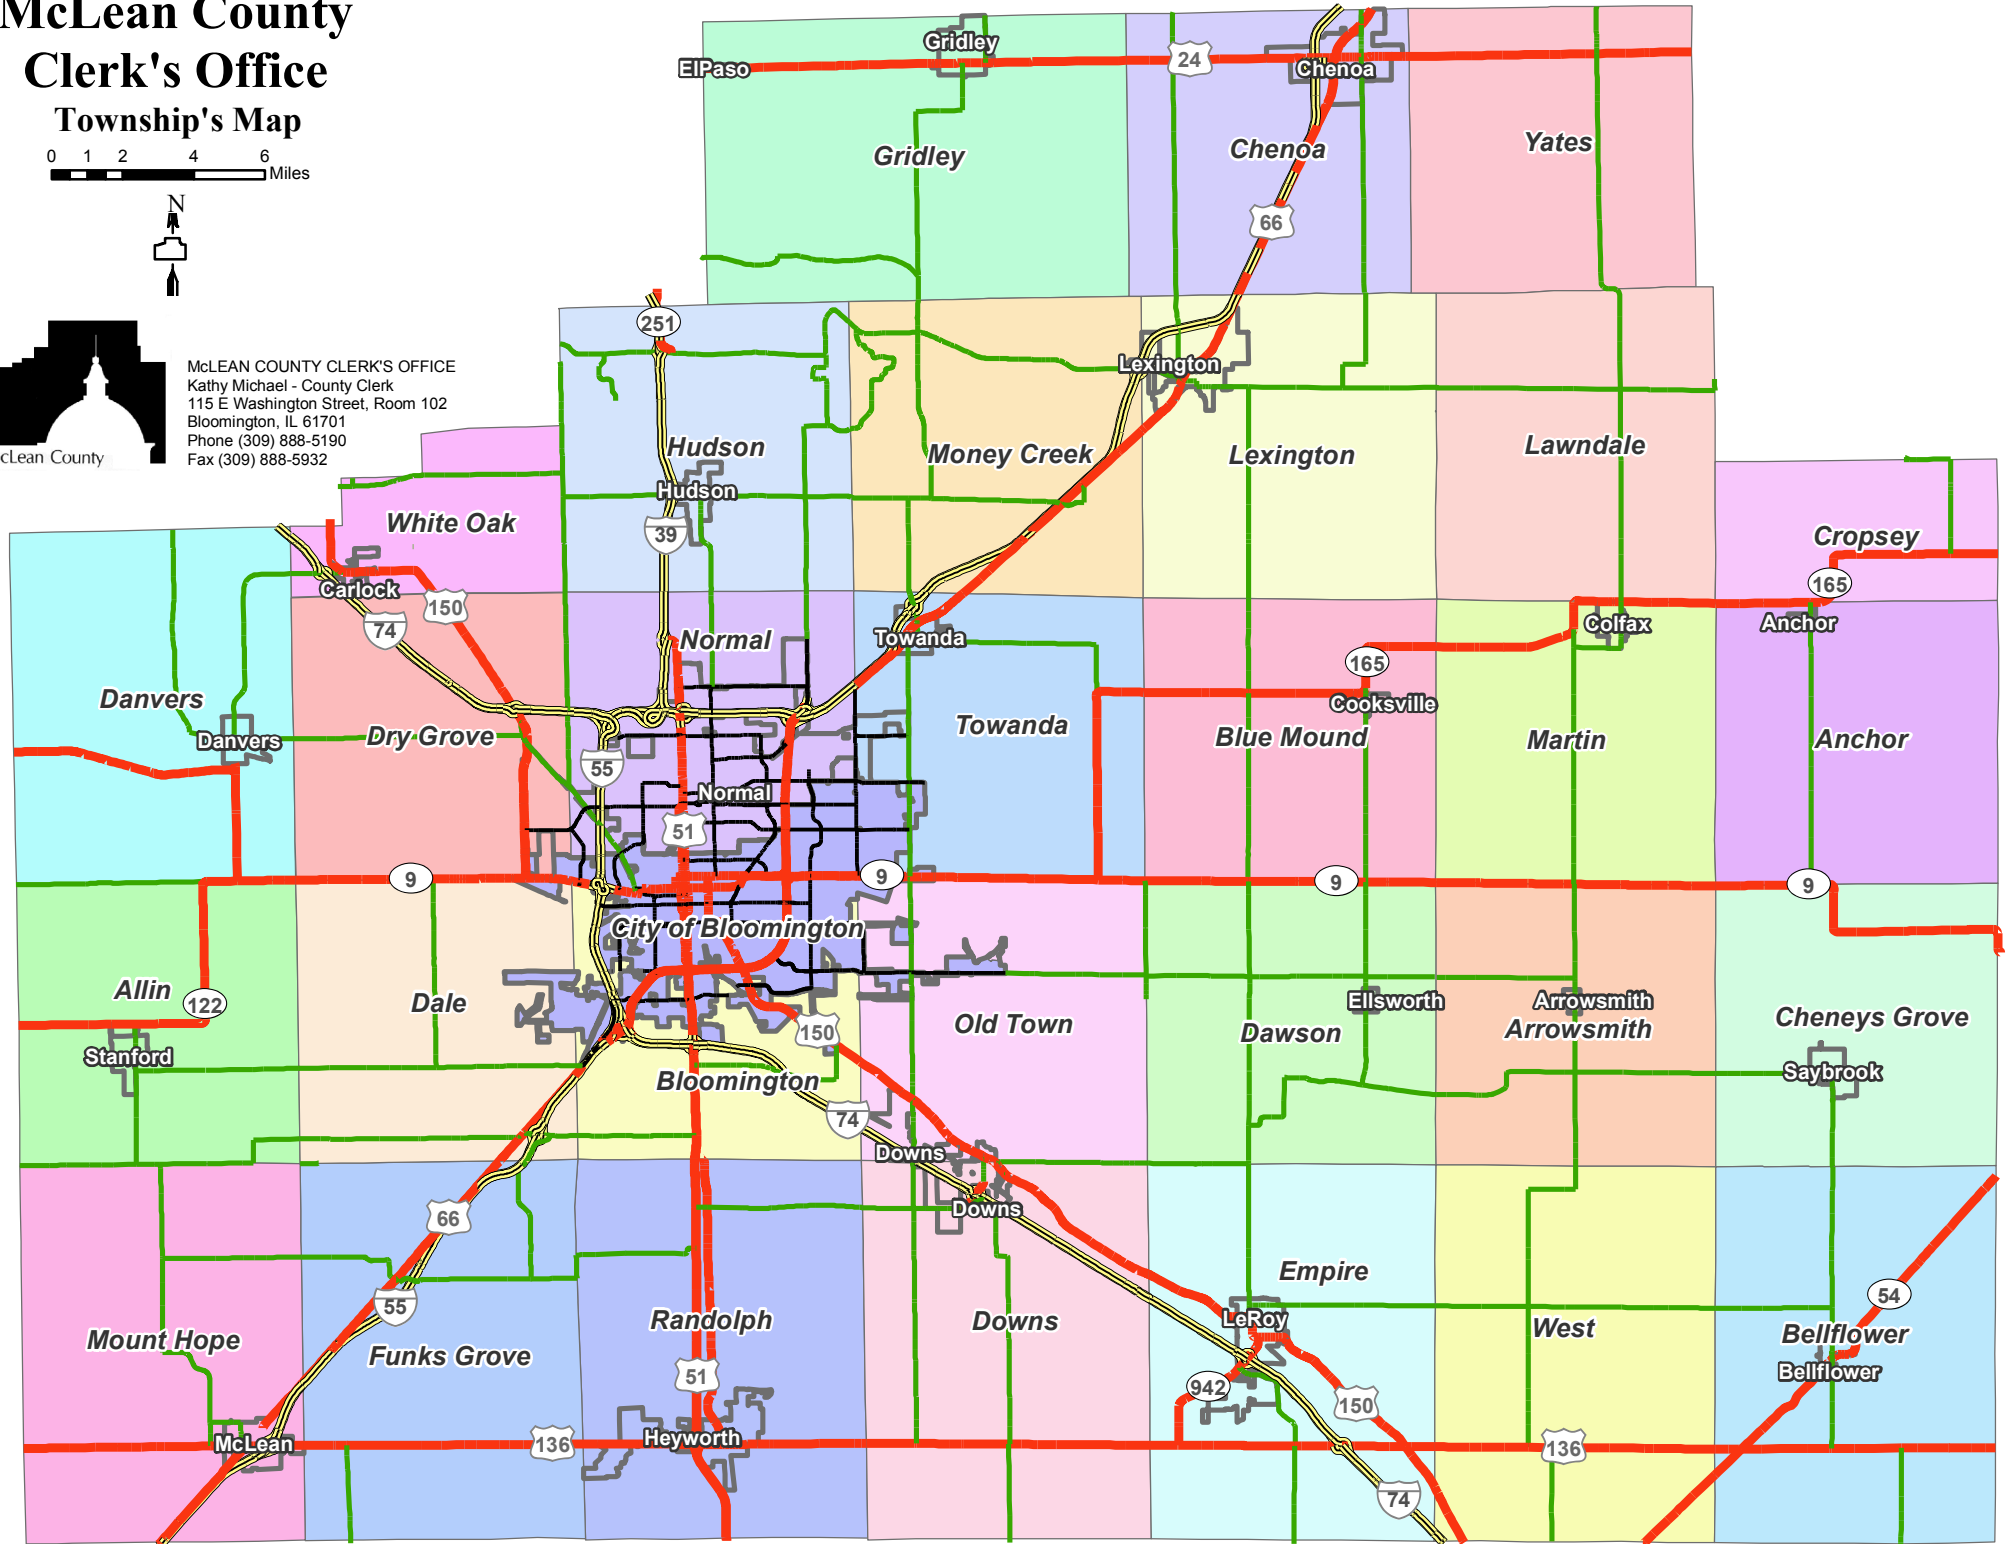 McLean County
Clerk's Office
Township's Map
0 1 2 4 6
Miles
N
cLean County
McLEAN COUNTY CLERK'S OFFICE
Kathy Michael - County Clerk
115 E Washington Street, Room 102
Bloomington, IL 61701
Phone (309) 888-5190
Fax (309) 888-5932
Gridley
ElPaso
24
Chenoa
Gridley
Chenoa
Yates
66
251
Lexington
Hudson
Money Creek
Lexington
Lawndale
Hudson
White Oak
39
Cropsey
165
Carlock
150
74
Normal
Towanda
Colfax
Anchor
165
Danvers
Cooksville
Danvers
Dry Grove
Towanda
Blue Mound
Martin
Anchor
55
Normal
51
9
9
9
9
City of Bloomington
Allin
122
Dale
Ellsworth
Arrowsmith
Old Town
Dawson
Arrowsmith
Cheneys Grove
150
Stanford
Bloomington
Saybrook
74
Downs
Downs
66
Empire
55
54
Mount Hope
Funks Grove
Randolph
Downs
LeRoy
West
Bellflower
Bellflower
51
942
150
McLean
136
Heyworth
136
74